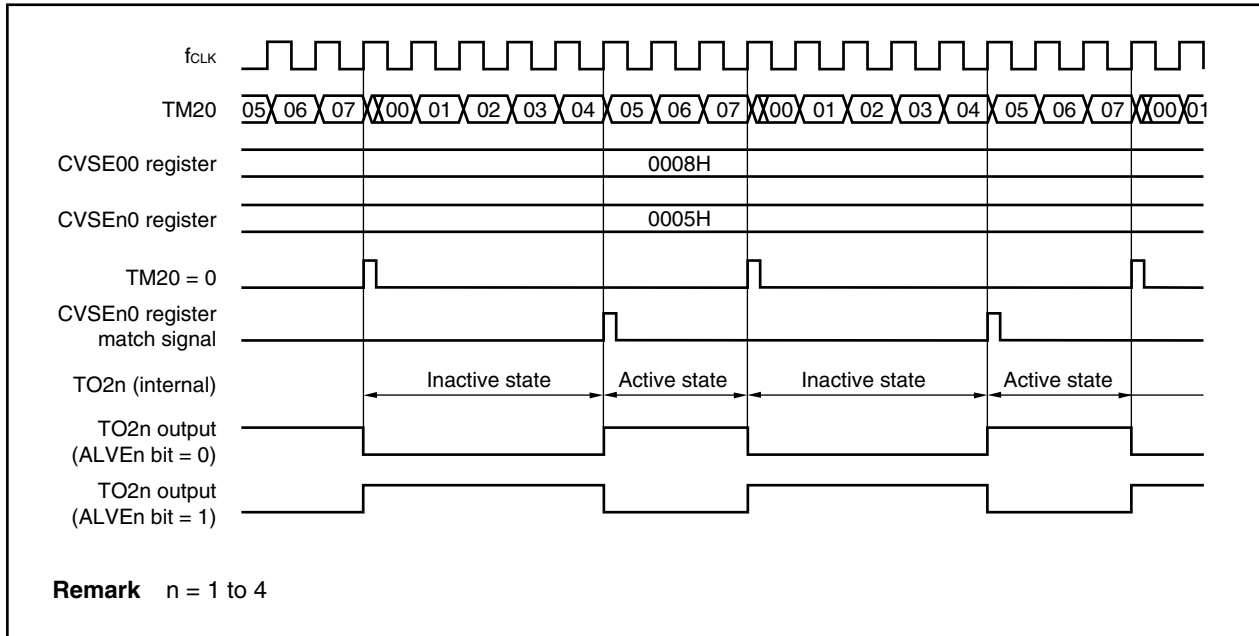 fCLK
TM20 05 06 07 00 01 02 03 04 05 06 07 00 01 02 03 04 05 06 07 00 01
CVSE00 register 0008H
CVSEn0 register 0005H
TM20 = 0
CVSEn0 register
match signal
TO2n (internal) Inactive state Active state Inactive state Active state
TO2n output
(ALVEn bit = 0)
TO2n output
(ALVEn bit = 1)
Remark n = 1 to 4